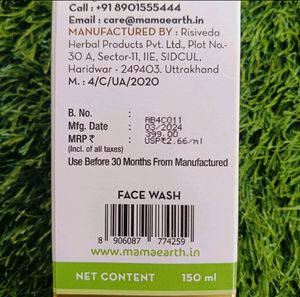 Call : +91 8901555444
Email : care@mamaearth.in
MANUFACTURED BY : Risiveda
Herbal Products Pvt. Ltd., Plot No.-
30 A, Sector-11, IIE, SIDCUL,
Haridwar - 249403. Uttrakhand
M. : 4/C/UA/2020
B. No. : AB4C011
Mfg. Date : 03/2024
MRP ₹ : 399.00
(Incl. of all taxes) USP₹2.66/ml
Use Before 30 Months From Manufactured
FACE WASH
8 906087 774259
www.mamaearth.in
NET CONTENT 150 ml